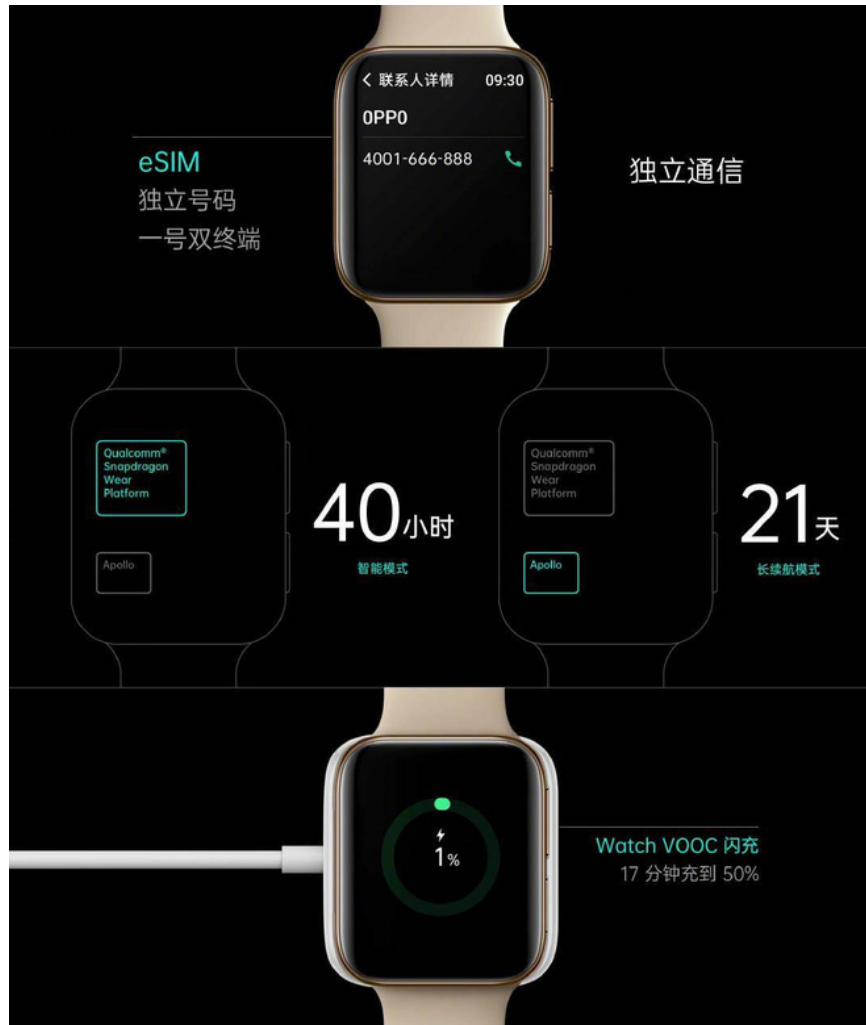 联系人详情 09:30
OPPO
4001-666-888
eSIM
独立号码
一号双终端
独立通信
Qualcomm®
Snapdragon
Wear
Platform
Apollo
40小时
智能模式
Qualcomm®
Snapdragon
Wear
Platform
Apollo
21天
长续航模式
1%
Watch VOOC 闪充
17 分钟充到 50%